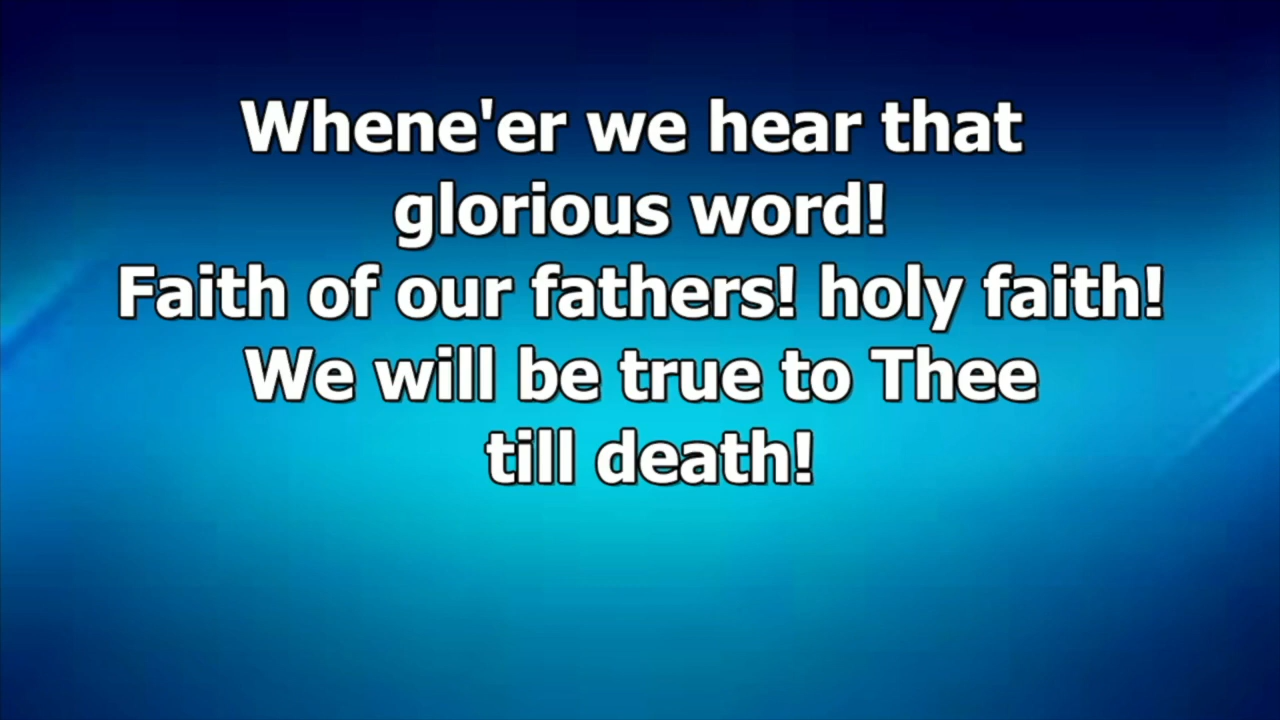 Whene'er we hear that
glorious word!
Faith of our fathers! holy faith!
We will be true to Thee
till death!